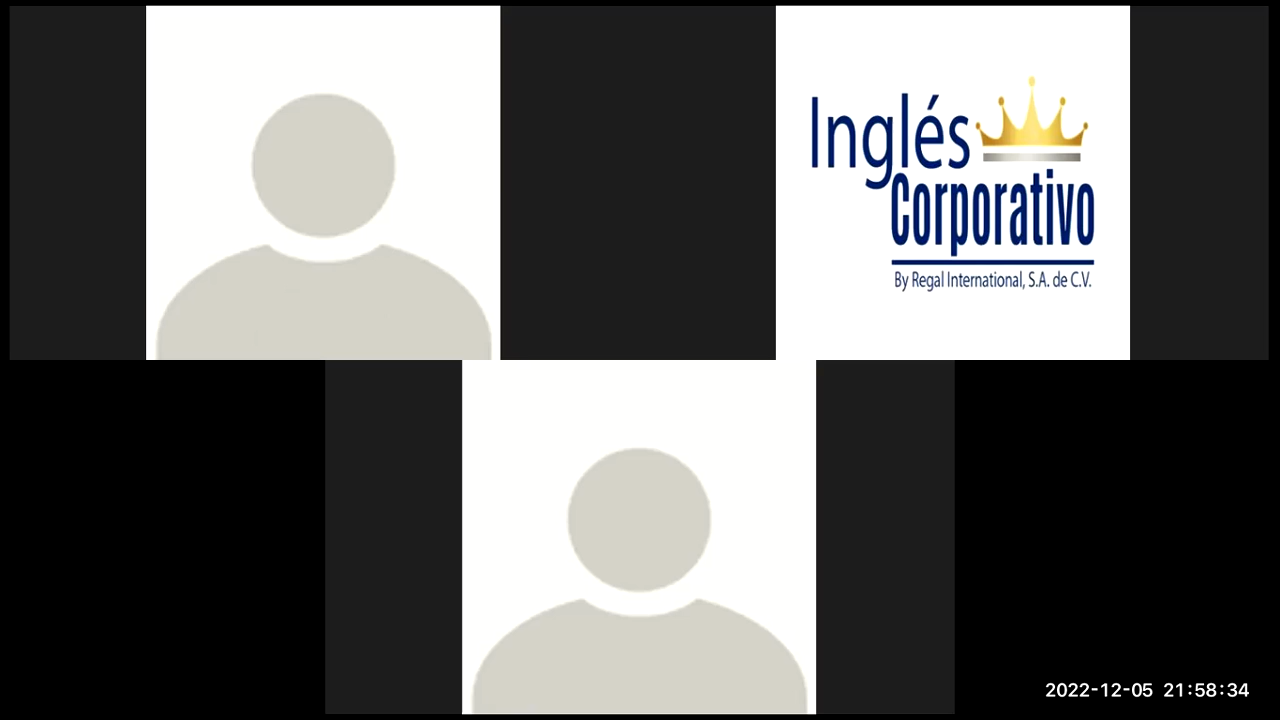 Inglés
Corporativo
By Regal International, S.A. de C.V.
2022-12-05 21:58:34